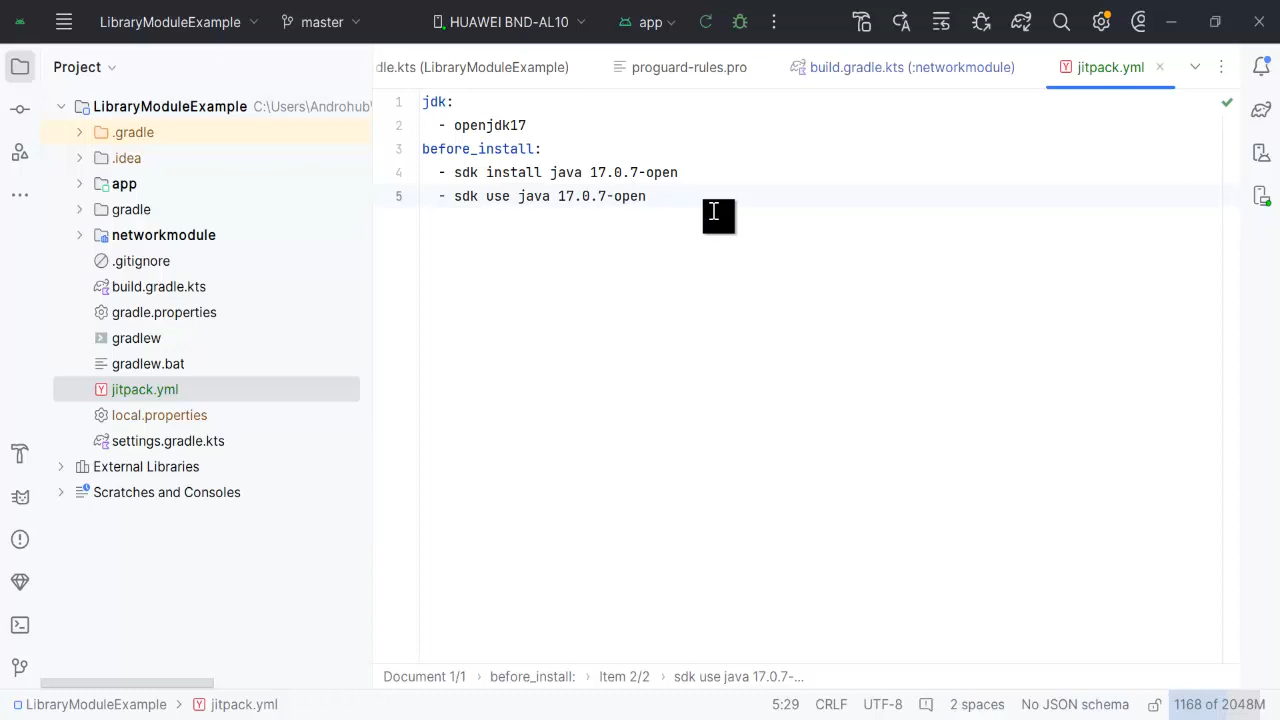 LibraryModuleExample
master
HUAWEI BND-AL10
app
Project
dle.kts (LibraryModuleExample)
proguard-rules.pro
build.gradle.kts (:networkmodule)
jitpack.yml
LibraryModuleExample C:\Users\Androhub\
.gradle
.idea
app
gradle
networkmodule
.gitignore
build.gradle.kts
gradle.properties
gradlew
gradlew.bat
jitpack.yml
local.properties
settings.gradle.kts
External Libraries
Scratches and Consoles
1 jdk:
2 - openjdk17
3 before_install:
4 - sdk install java 17.0.7-open
5 - sdk use java 17.0.7-open
Document 1/1 › before_install: › Item 2/2 › sdk use java 17.0.7-...
LibraryModuleExample › jitpack.yml
5:29 CRLF UTF-8 2 spaces No JSON schema 1168 of 2048M